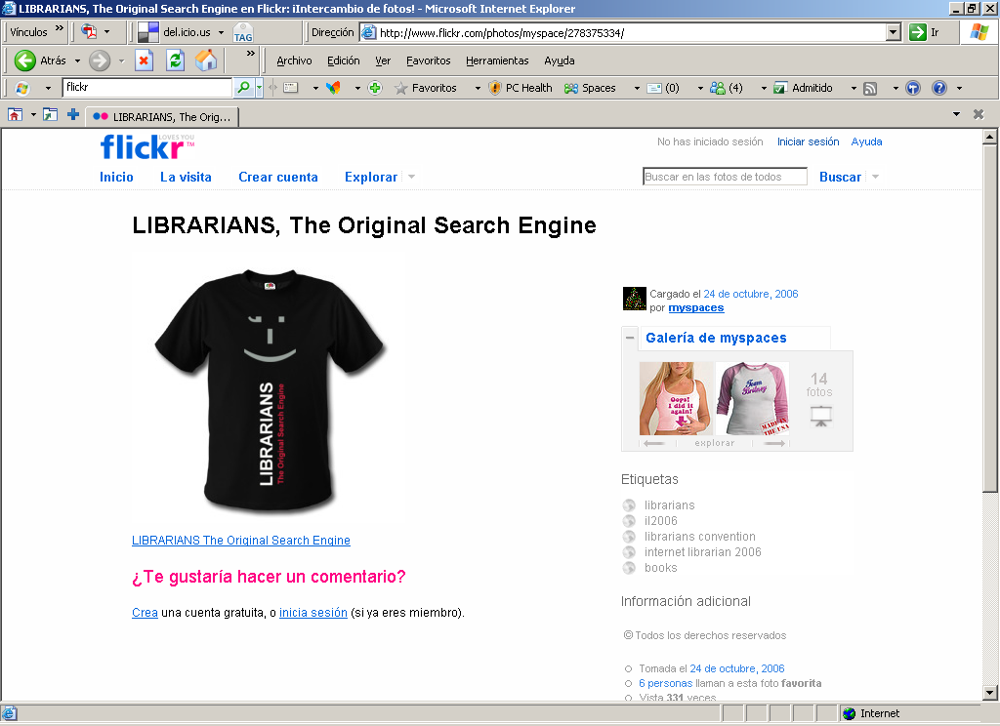 LIBRARIANS, The Original Search Engine en Flickr: ¡Intercambio de fotos! - Microsoft Internet Explorer
Vínculos » del.icio.us TAG Dirección http://www.flickr.com/photos/myspace/278375334/ Ir
Atrás » Archivo Edición Ver Favoritos Herramientas Ayuda
flickr Favoritos PC Health Spaces (0) (4) Admitido
LIBRARIANS, The Orig...
flickr LOVES YOU TM
No has iniciado sesión Iniciar sesión Ayuda
Inicio La visita Crear cuenta Explorar
Buscar en las fotos de todos Buscar
LIBRARIANS, The Original Search Engine
LIBRARIANS
The Original Search Engine
Cargado el 24 de octubre, 2006
por myspaces
Galería de myspaces
Oops!
I did it
again!
Team
Britney
MADE IN
THE USA
14
fotos
explorar
Etiquetas
librarians
il2006
librarians convention
internet librarian 2006
books
LIBRARIANS The Original Search Engine
¿Te gustaría hacer un comentario?
Crea una cuenta gratuita, o inicia sesión (si ya eres miembro).
Información adicional
© Todos los derechos reservados
Tomada el 24 de octubre, 2006
6 personas llaman a esta foto favorita
Vista 331 veces
Internet